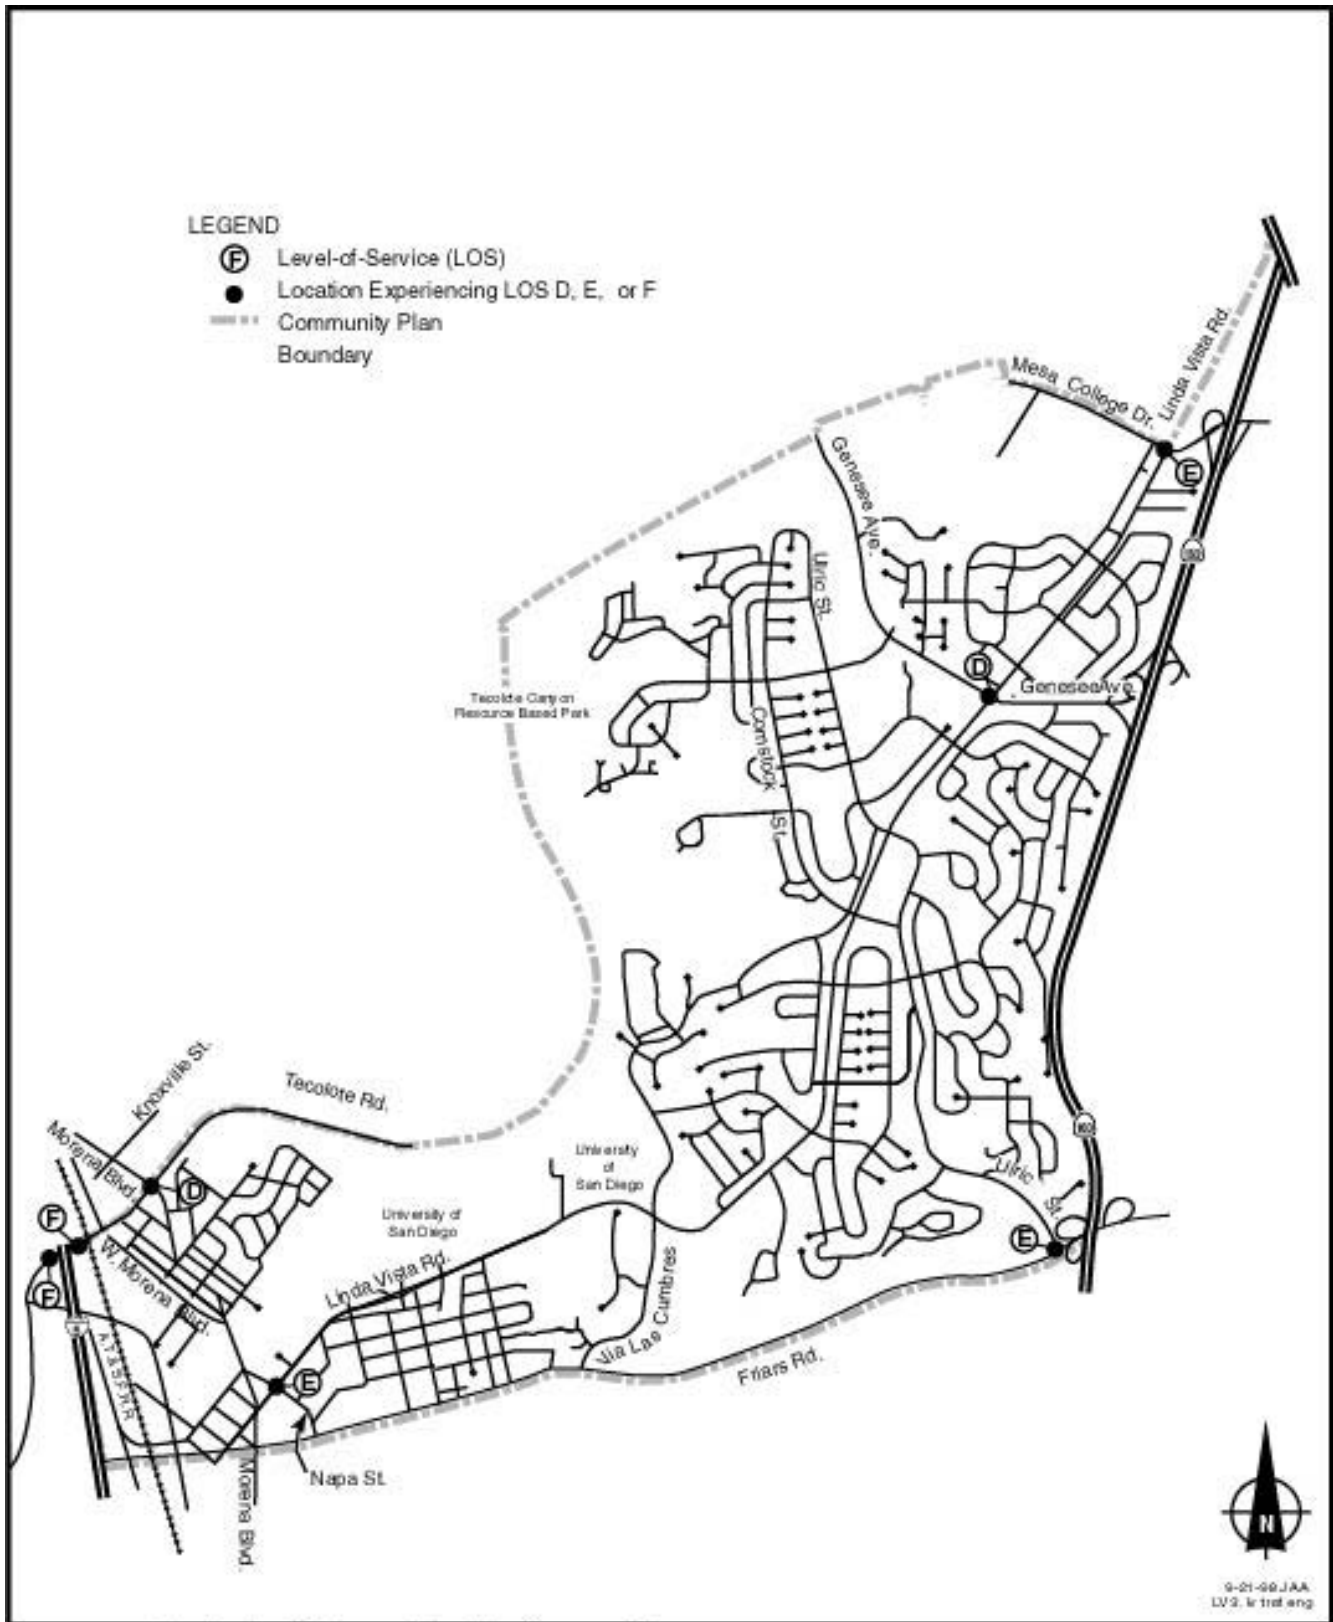 LEGEND
F Level-of-Service (LOS)
Location Experiencing LOS D, E, or F
Community Plan
Boundary
Linda Vista Rd.
Mesa College Dr.
E
Genesee Ave.
Ulric St.
D
Genesee Ave.
Tecolote Canyon
Resource Based Park
Comstock
St.
Knoxville St.
Tecolote Rd.
Morena Blvd.
D
University
of
San Diego
Ulric St.
F
University of
San Diego
E
W. Morena Blvd.
Linda Vista Rd.
F
Via Las Cumbres
A.T.& S.F. R.R.
Friars Rd.
E
Napa St.
Morena Blvd.
N